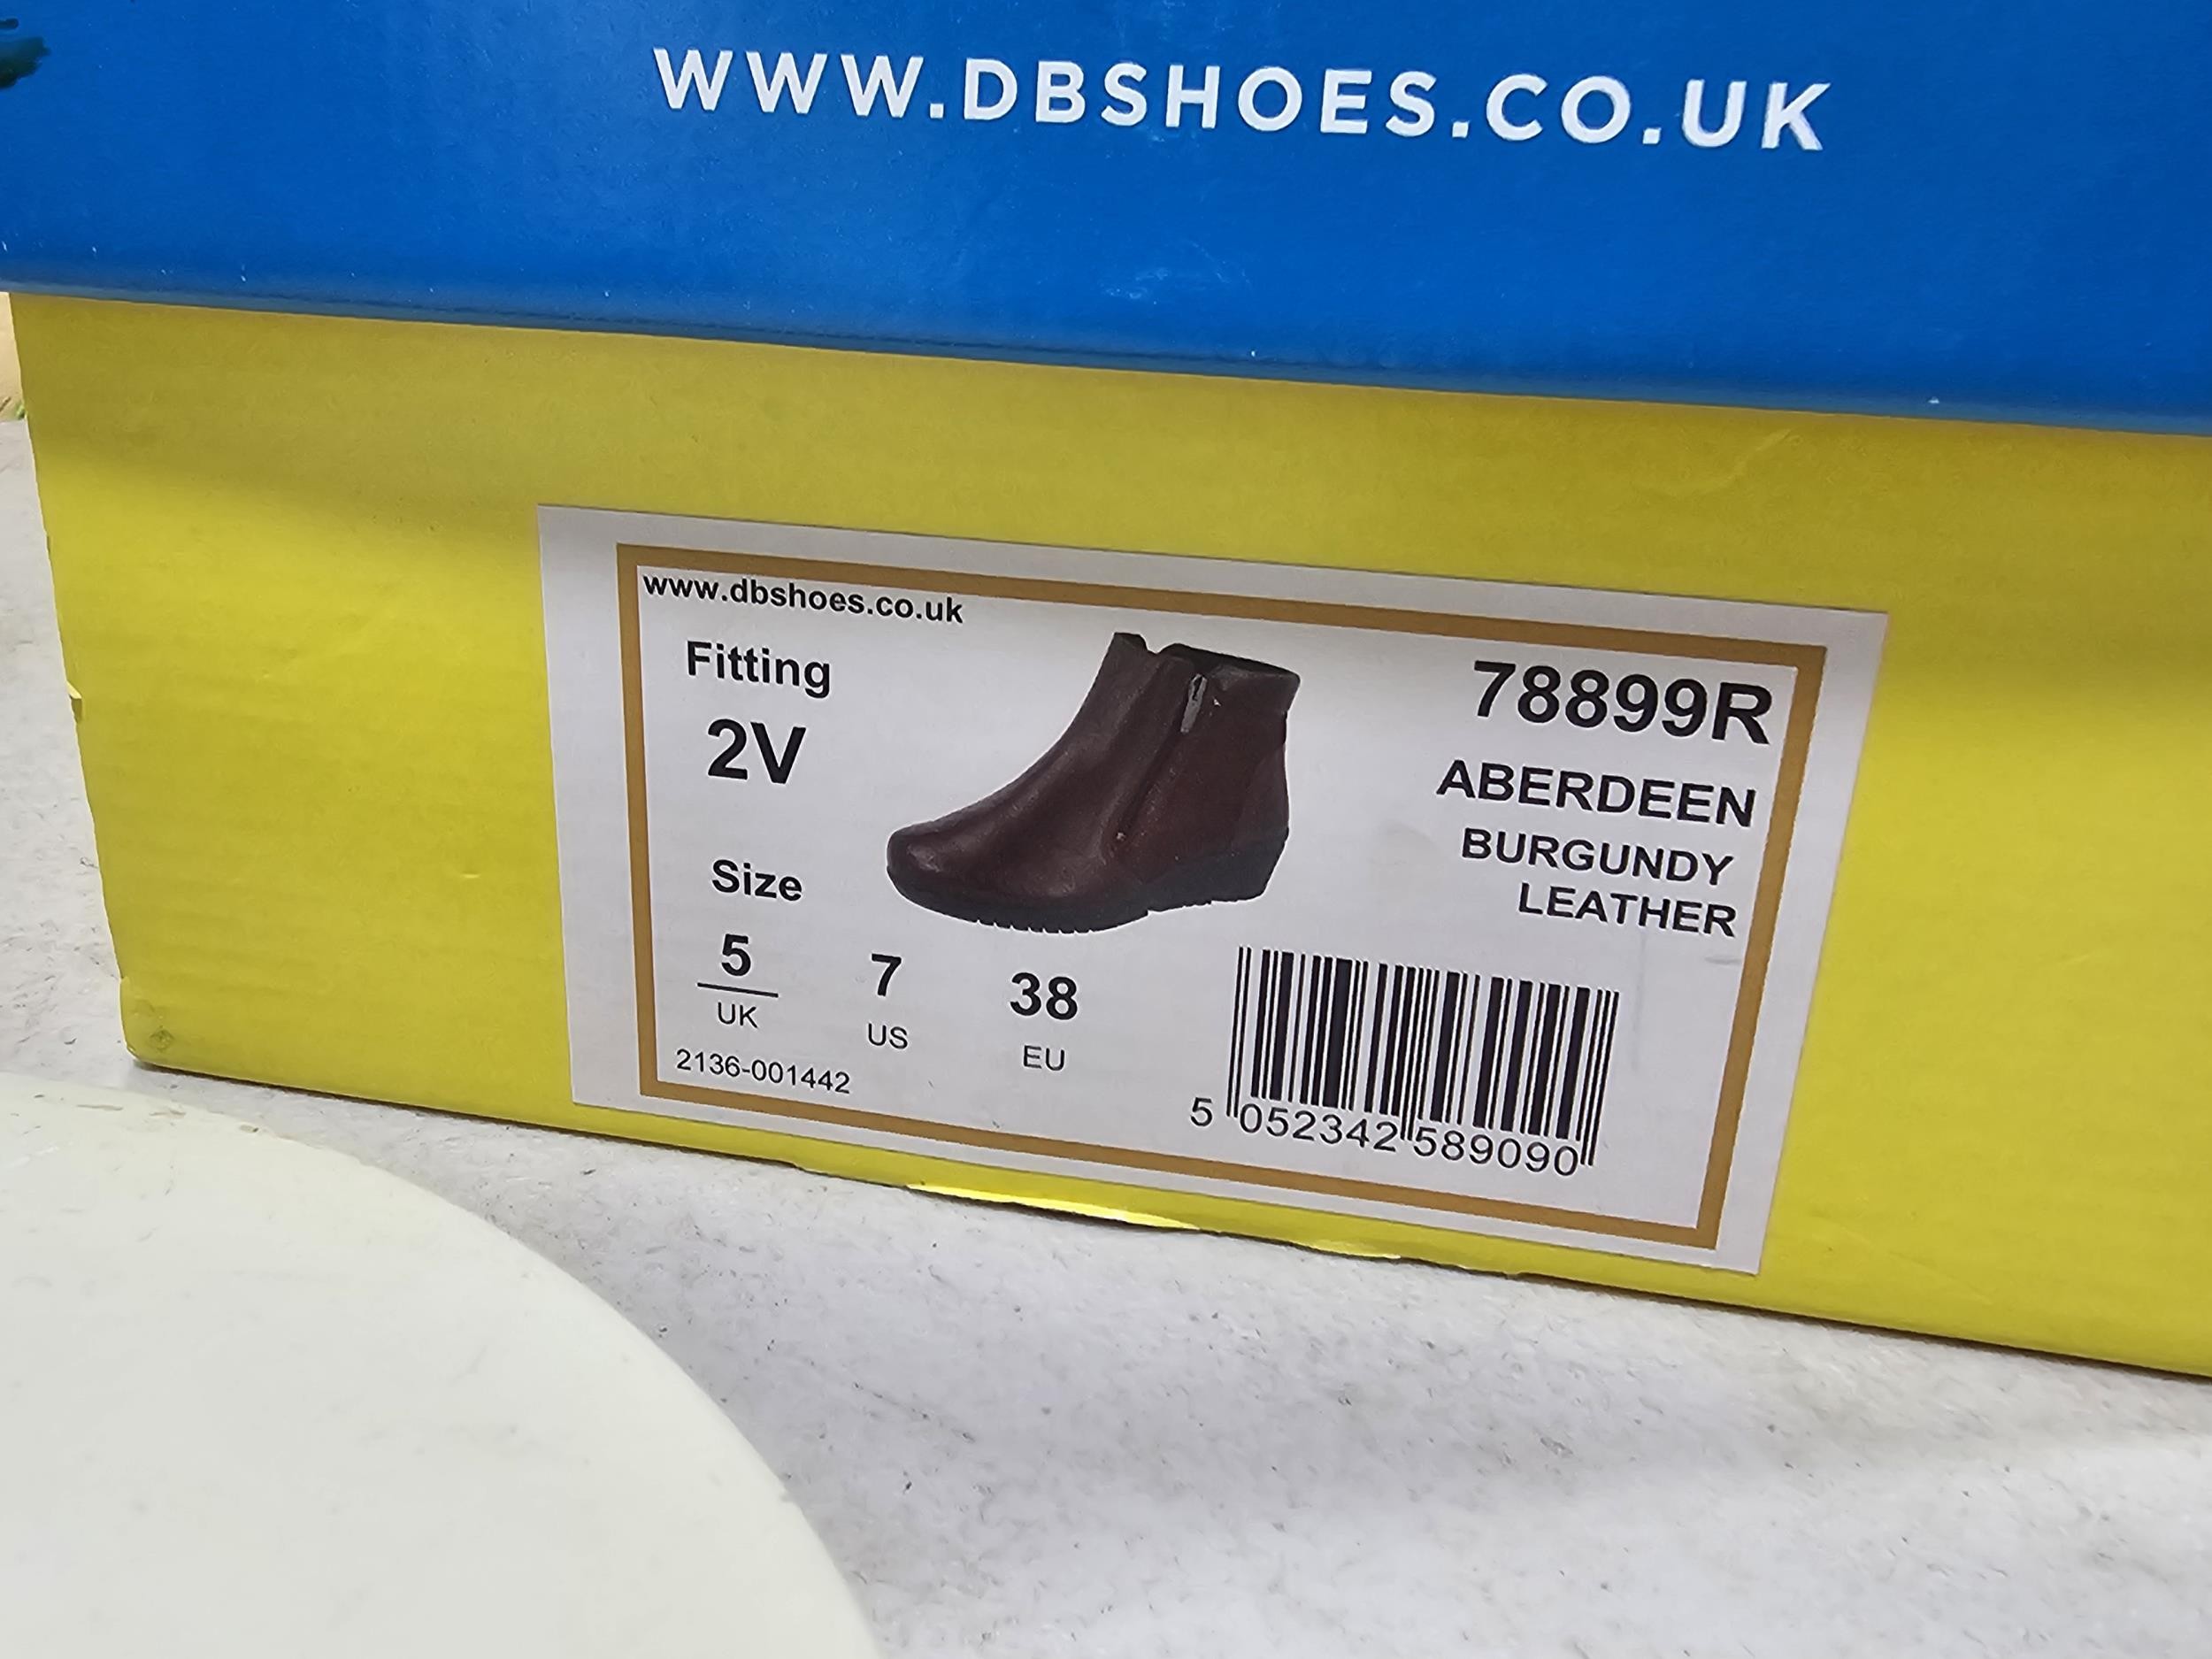 WWW.DBSHOES.CO.UK
www.dbshoes.co.uk
Fitting
2V
78899R
ABERDEEN
BURGUNDY
LEATHER
Size
5 7 38
UK US EU
2136-001442
5 052342 589090